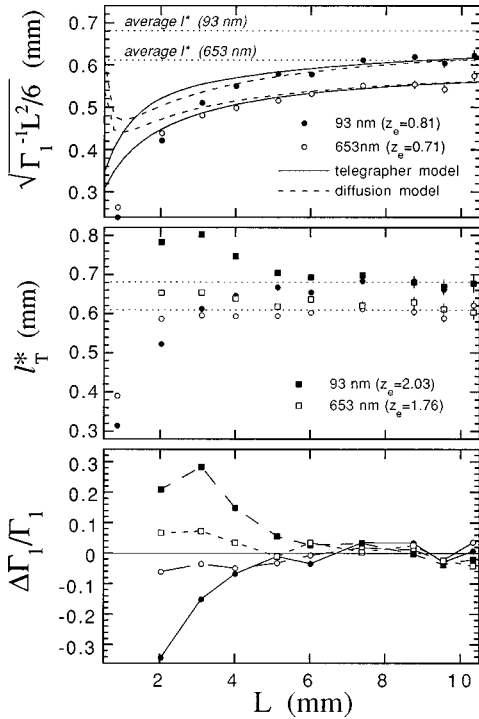 √Γ₁⁻¹L²/6 (mm)
0.7
0.6
0.5
0.4
0.3
average l* (93 nm)
average l* (653 nm)
93 nm (zₑ=0.81)
653nm (zₑ=0.71)
telegrapher model
diffusion model
l*_T (mm)
0.8
0.7
0.6
0.5
0.4
0.3
93 nm (zₑ=2.03)
653 nm (zₑ=1.76)
ΔΓ₁/Γ₁
0.3
0.2
0.1
0
-0.1
-0.2
-0.3
2 4 6 8 10
L (mm)